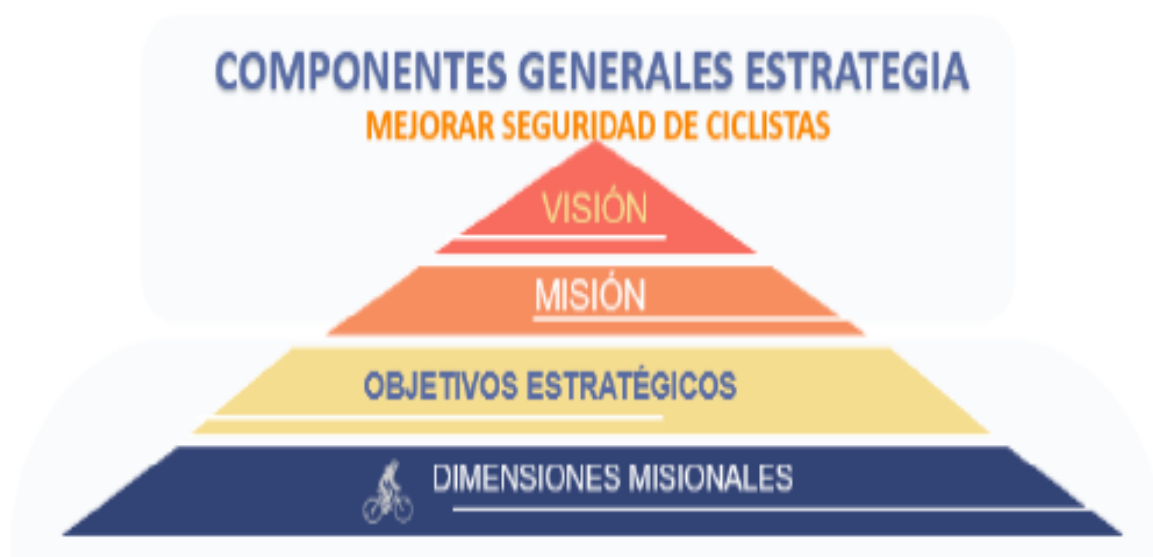 COMPONENTES GENERALES ESTRATEGIA
MEJORAR SEGURIDAD DE CICLISTAS
VISIÓN
MISIÓN
OBJETIVOS ESTRATÉGICOS
DIMENSIONES MISIONALES